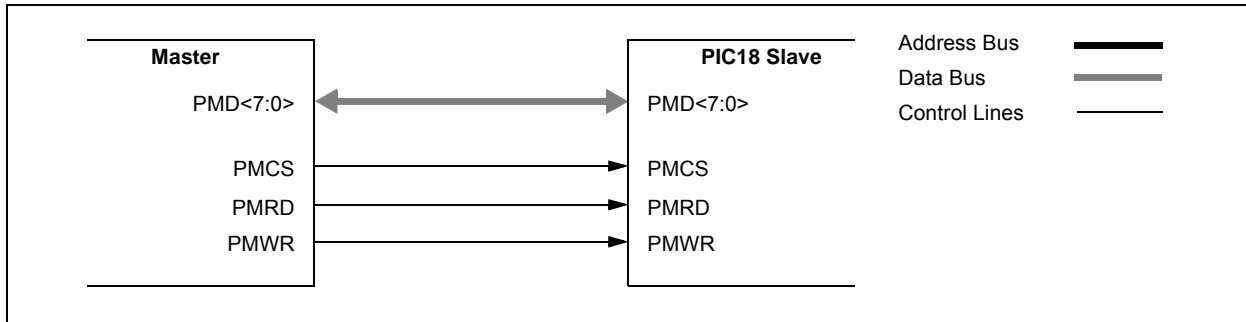 Master
PIC18 Slave
Address Bus
Data Bus
Control Lines
PMD<7:0>
PMD<7:0>
PMCS
PMCS
PMRD
PMRD
PMWR
PMWR